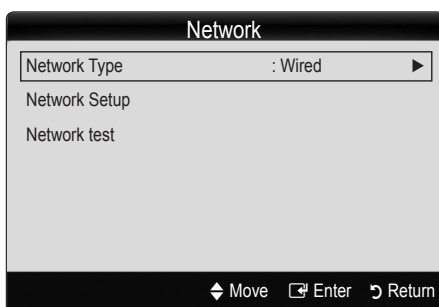 Network
Network Type : Wired ▶
Network Setup
Network test
Move Enter Return